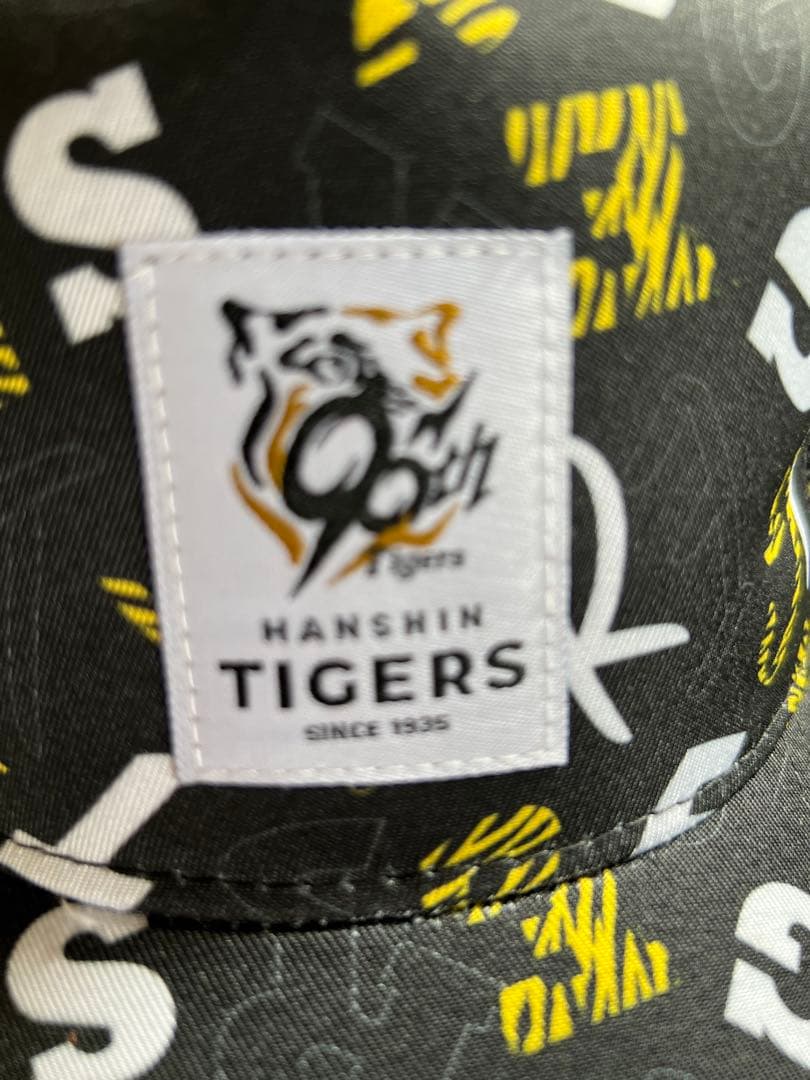 90th
Tigers
HANSHIN
TIGERS
SINCE 1935